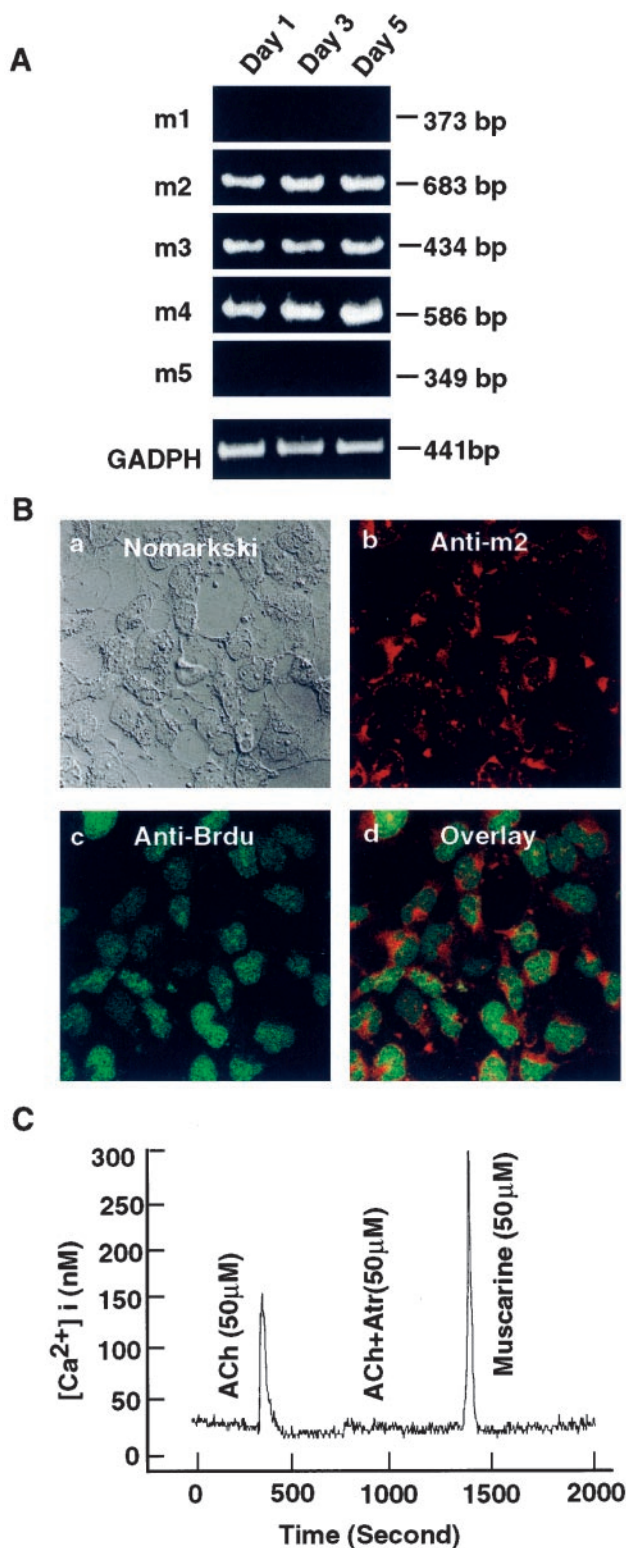 A
Day 1 Day 3 Day 5
m1 373 bp
m2 683 bp
m3 434 bp
m4 586 bp
m5 349 bp
GADPH 441bp
B
a Nomarkski
b Anti-m2
c Anti-Brdu
d Overlay
C
300
250
200
150
100
50
0
[Ca2+] i (nM)
ACh (50μM)
ACh+Atr(50μM)
Muscarine (50μM)
0 500 1000 1500 2000
Time (Second)